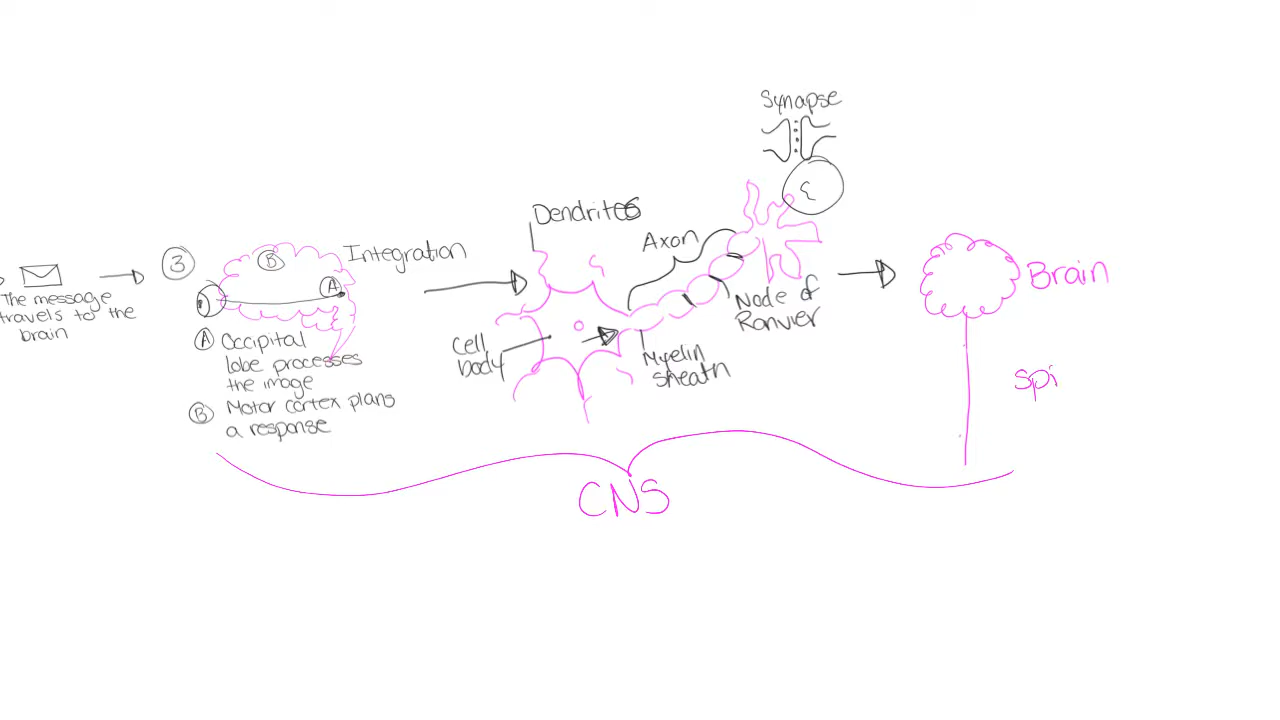 Synapse
Dendrites
Axon
3
B
Integration
A
The message
travels to the
brain
Node of
Ranvier
Brain
A Occipital
lobe processes
the image
B Motor cortex plans
a response
Cell
body
Myelin
sheath
Spi
CNS